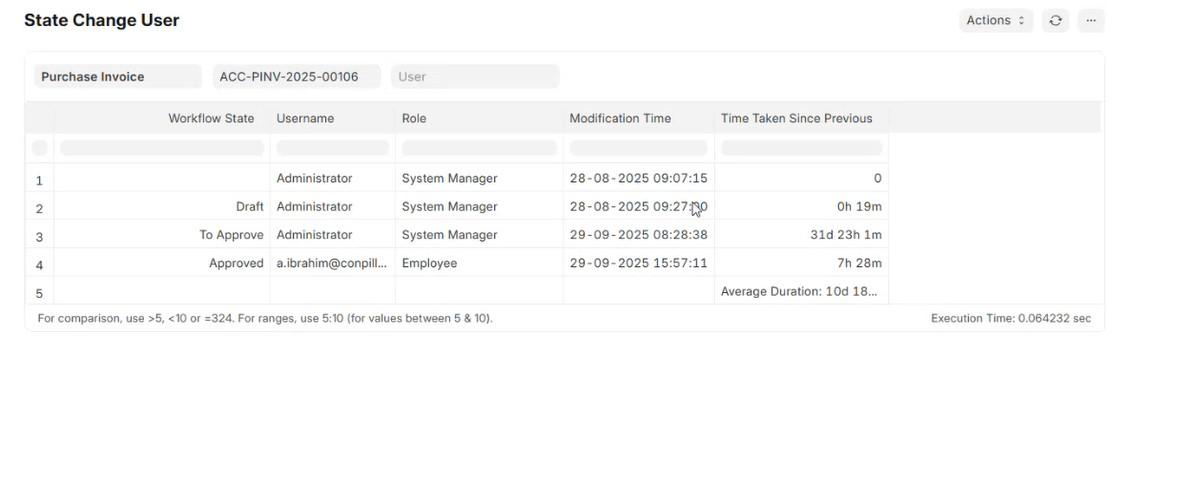 State Change User
Actions
Purchase Invoice ACC-PINV-2025-00106 User
Workflow State Username Role Modification Time Time Taken Since Previous
1 Administrator System Manager 28-08-2025 09:07:15 0
2 Draft Administrator System Manager 28-08-2025 0h 19m
3 To Approve Administrator System Manager 29-09-2025 08:28:38 31d 23h 1m
4 Approved a.ibrahim@conpill... Employee 29-09-2025 15:57:11 7h 28m
5 Average Duration: 10d 18...
For comparison, use >5, <10 or =324. For ranges, use 5:10 (for values between 5 & 10). Execution Time: 0.064232 sec